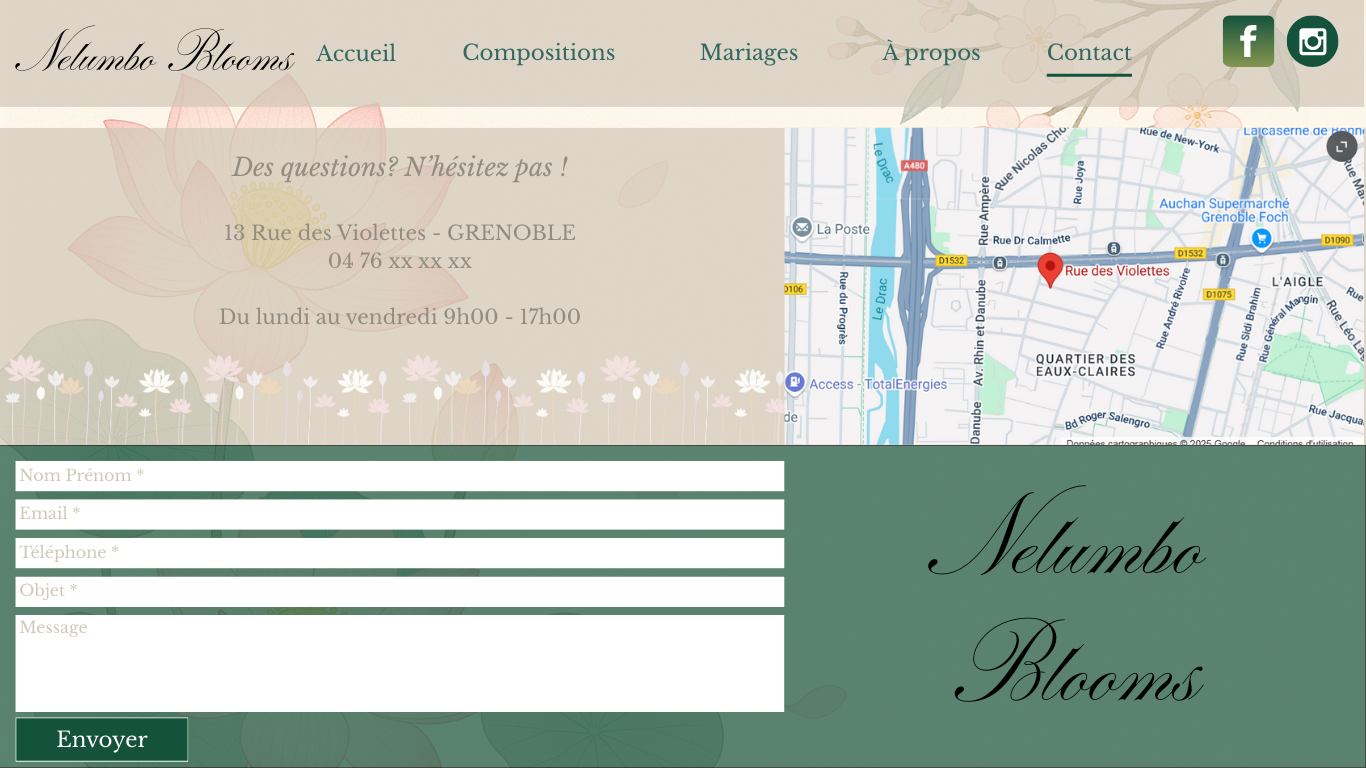 Nelumbo Blooms
Accueil
Compositions
Mariages
À propos
Contact
Des questions? N'hésitez pas !
13 Rue des Violettes - GRENOBLE
04 76 xx xx xx
Du lundi au vendredi 9h00 - 17h00
Le Drac
A480
Rue Nicolas Cho
Rue de New-York
La caserne de Bonne
Rue Joya
Rue Ampère
Auchan Supermarché
Grenoble Foch
La Poste
Rue Dr Calmette
D1532
D1532
D1090
Rue des Violettes
D106
D1075
L'AIGLE
Rue du Progrès
Le Drac
Av. Rhin et Danube
Rue André Rivoire
Rue Sidi Brahim
Rue Général Mangin
Rue Léo La
QUARTIER DES
EAUX-CLAIRES
Access - TotalEnergies
de
Danube
Bd Roger Salengro
Rue Jacqua
Données cartographiques © 2025 Google
Conditions d'utilisation
Nom Prénom *
Email *
Téléphone *
Objet *
Message
Envoyer
Nelumbo
Blooms